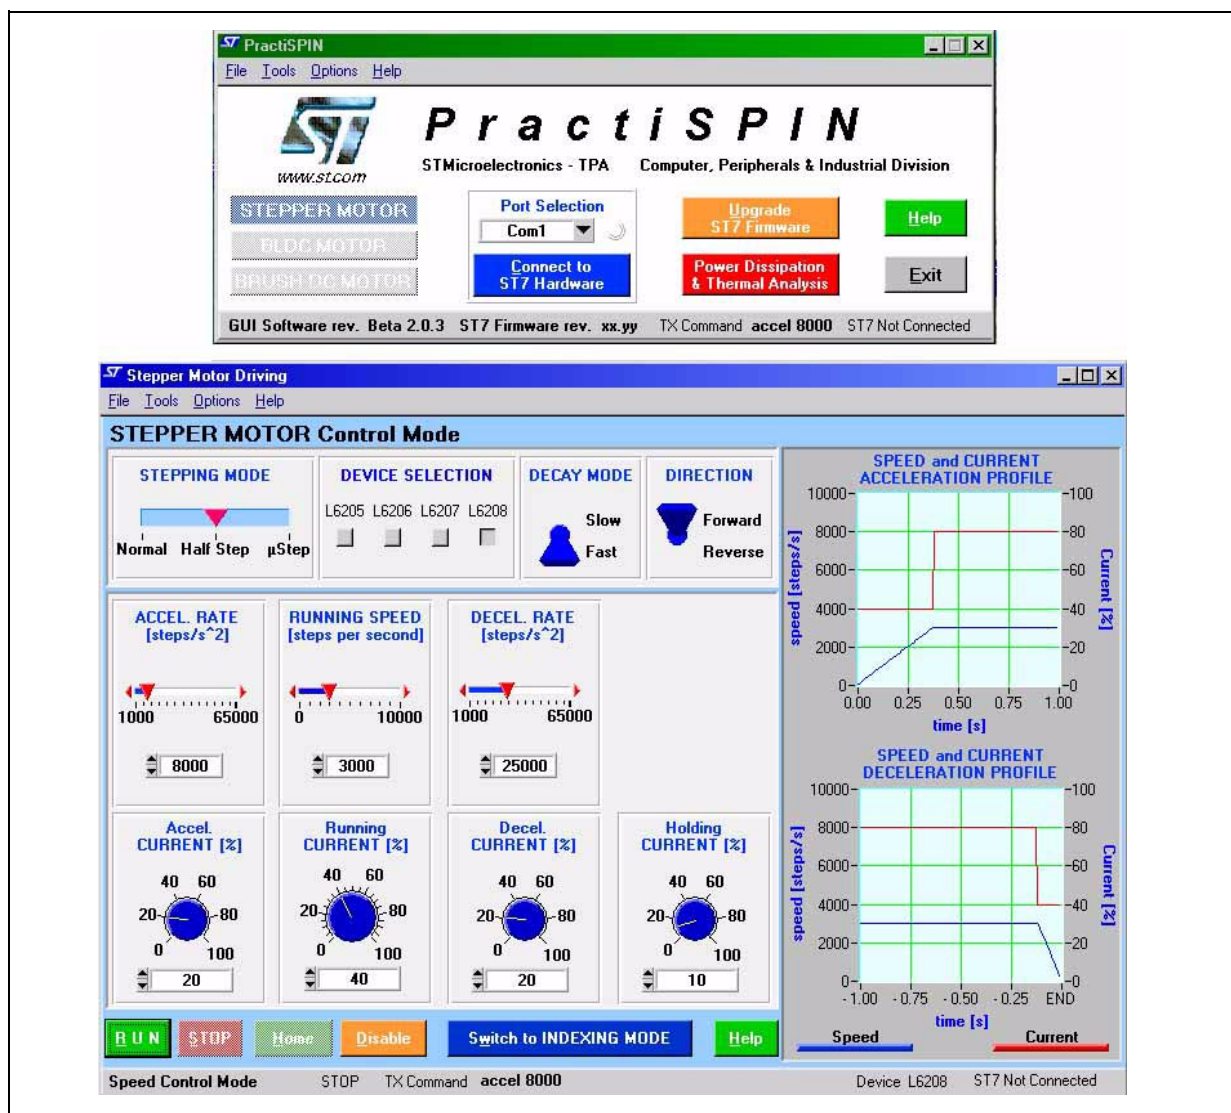 PractiSPIN
File Tools Options Help
ST
PractiSPIN
www.st.com
STMicroelectronics - TPA Computer, Peripherals & Industrial Division
STEPPER MOTOR
BLDC MOTOR
BRUSH DC MOTOR
Port Selection
Com1
Connect to
ST7 Hardware
Upgrade
ST7 Firmware
Power Dissipation
& Thermal Analysis
Help
Exit
GUI Software rev. Beta 2.0.3 ST7 Firmware rev. xx.yy TX Command accel 8000 ST7 Not Connected
Stepper Motor Driving
File Tools Options Help
STEPPER MOTOR Control Mode
STEPPING MODE
Normal Half Step µStep
DEVICE SELECTION
L6205 L6206 L6207 L6208
DECAY MODE
Slow
Fast
DIRECTION
Forward
Reverse
ACCEL. RATE
[steps/s^2]
1000 65000
8000
RUNNING SPEED
[steps per second]
0 10000
3000
DECEL. RATE
[steps/s^2]
1000 65000
25000
Accel.
CURRENT [%]
40 60
20 80
0 100
20
Running
CURRENT [%]
40 60
20 80
0 100
40
Decel.
CURRENT [%]
40 60
20 80
0 100
20
Holding
CURRENT [%]
40 60
20 80
0 100
10
SPEED and CURRENT
ACCELERATION PROFILE
speed [steps/s]
10000
8000
6000
4000
2000
0
100
80
60
40
20
0
Current [%]
0.00 0.25 0.50 0.75 1.00
time [s]
SPEED and CURRENT
DECELERATION PROFILE
speed [steps/s]
10000
8000
6000
4000
2000
0
100
80
60
40
20
0
Current [%]
-1.00 -0.75 -0.50 -0.25 END
time [s]
Speed Current
RUN STOP Home Disable Switch to INDEXING MODE Help
Speed Control Mode STOP TX Command accel 8000 Device L6208 ST7 Not Connected